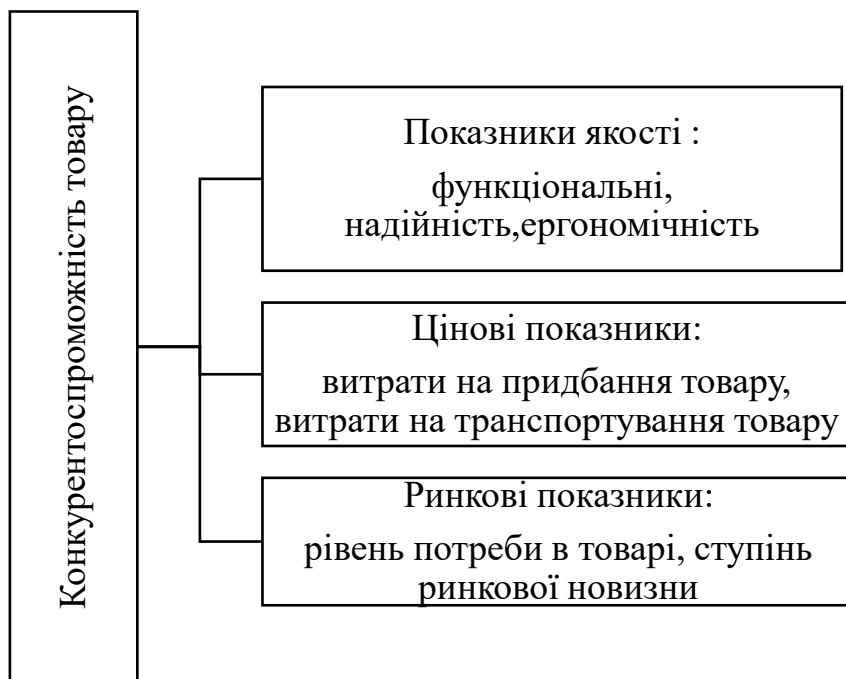 Конкурентоспроможність товару
Показники якості :
функціональні,
надійність,ергономічність
Цінові показники:
витрати на придбання товару,
витрати на транспортування товару
Ринкові показники:
рівень потреби в товарі, ступінь
ринкової новизни